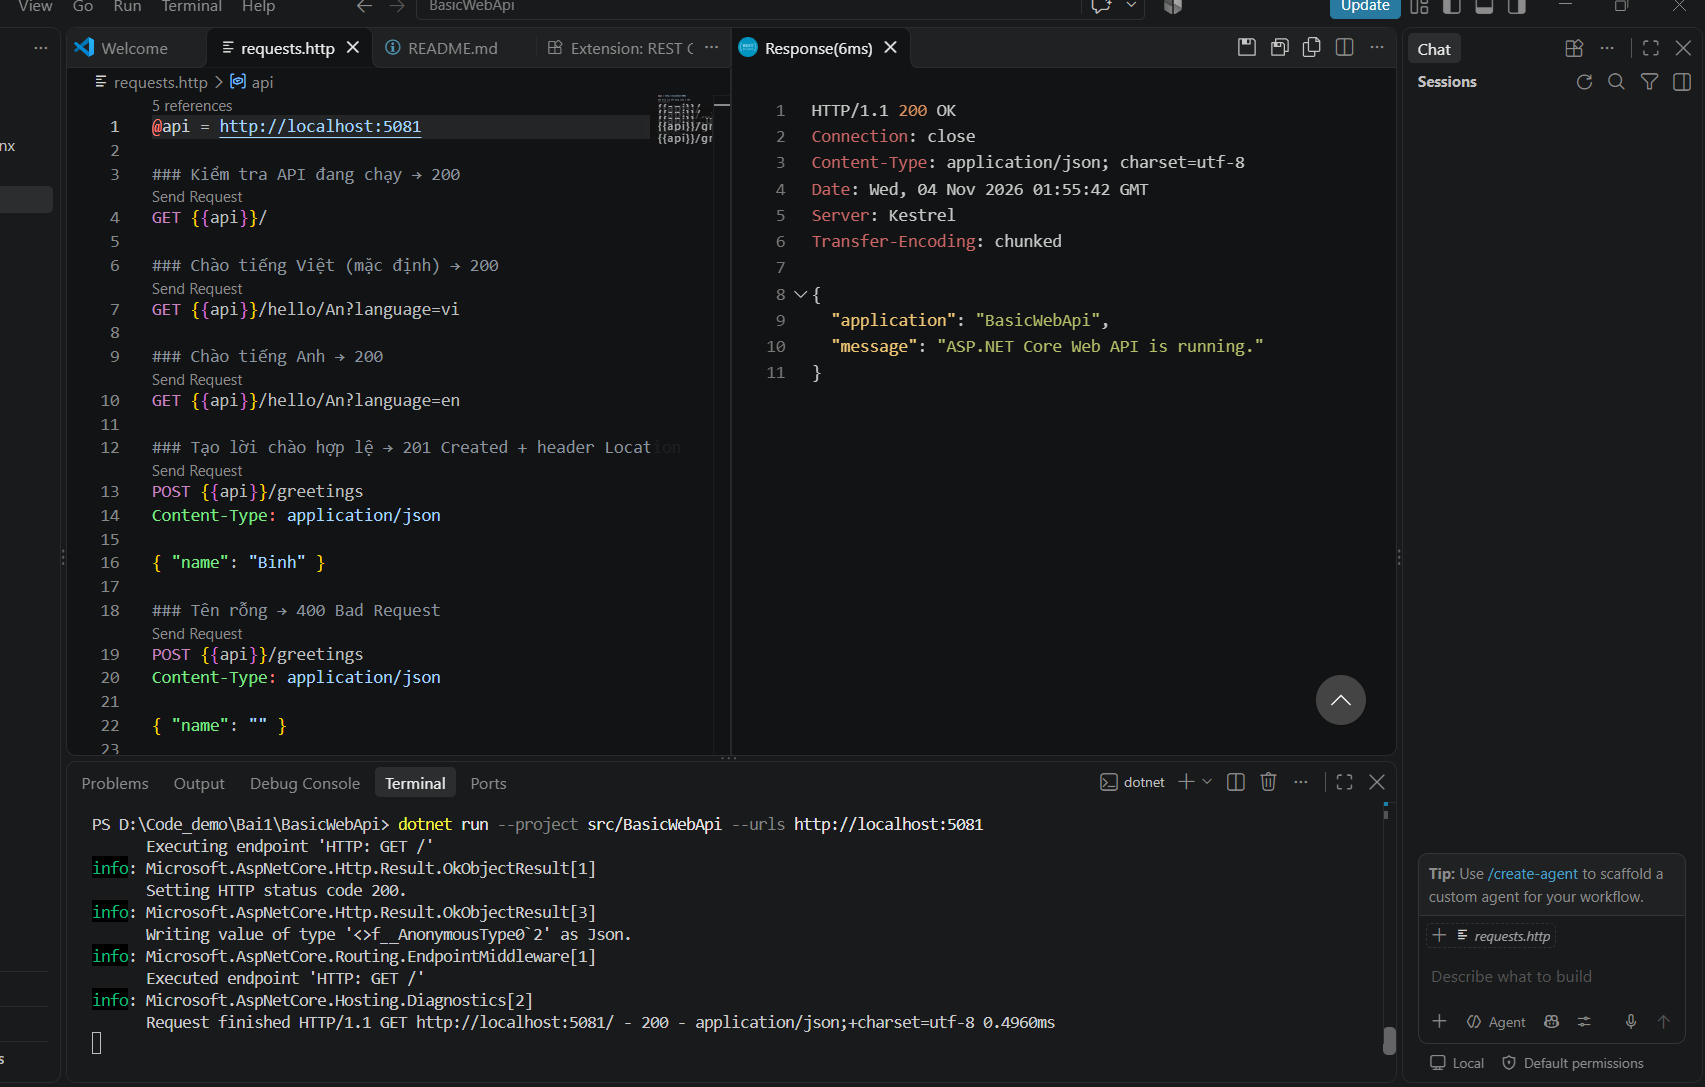 View Go Run Terminal Help
BasicWebApi
Update
Welcome
requests.http
README.md
Extension: REST C
Response(6ms)
Chat
requests.http > api
Sessions
nx
5 references
1 @api = http://localhost:5081
2
3 ### Kiểm tra API đang chạy → 200
Send Request
4 GET {{api}}/
5
6 ### Chào tiếng Việt (mặc định) → 200
Send Request
7 GET {{api}}/hello/An?language=vi
8
9 ### Chào tiếng Anh → 200
Send Request
10 GET {{api}}/hello/An?language=en
11
12 ### Tạo lời chào hợp lệ → 201 Created + header Location
Send Request
13 POST {{api}}/greetings
14 Content-Type: application/json
15
16 { "name": "Binh" }
17
18 ### Tên rỗng → 400 Bad Request
Send Request
19 POST {{api}}/greetings
20 Content-Type: application/json
21
22 { "name": "" }
23
1 HTTP/1.1 200 OK
2 Connection: close
3 Content-Type: application/json; charset=utf-8
4 Date: Wed, 04 Nov 2026 01:55:42 GMT
5 Server: Kestrel
6 Transfer-Encoding: chunked
7
8 {
9 "application": "BasicWebApi",
10 "message": "ASP.NET Core Web API is running."
11 }
Problems Output Debug Console Terminal Ports
dotnet
PS D:\Code_demo\Bai1\BasicWebApi> dotnet run --project src/BasicWebApi --urls http://localhost:5081
Executing endpoint 'HTTP: GET /'
info: Microsoft.AspNetCore.Http.Result.OkObjectResult[1]
Setting HTTP status code 200.
info: Microsoft.AspNetCore.Http.Result.OkObjectResult[3]
Writing value of type '<>f__AnonymousType0`2' as Json.
info: Microsoft.AspNetCore.Routing.EndpointMiddleware[1]
Executed endpoint 'HTTP: GET /'
info: Microsoft.AspNetCore.Hosting.Diagnostics[2]
Request finished HTTP/1.1 GET http://localhost:5081/ - 200 - application/json;+charset=utf-8 0.4960ms
s
Tip: Use /create-agent to scaffold a
custom agent for your workflow.
requests.http
Describe what to build
Agent
Local Default permissions